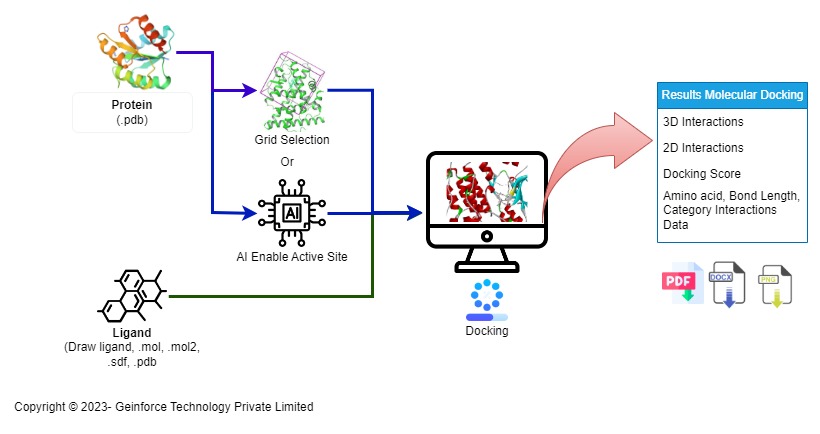 Protein
(.pdb)
Grid Selection
Or
AI
AI Enable Active Site
Ligand
(Draw ligand, .mol, .mol2,
.sdf, .pdb
Docking
Results Molecular Docking
3D Interactions
2D Interactions
Docking Score
Amino acid, Bond Length,
Category Interactions
Data
PDF
DOCX
PNG
Copyright © 2023- Geinforce Technology Private Limited